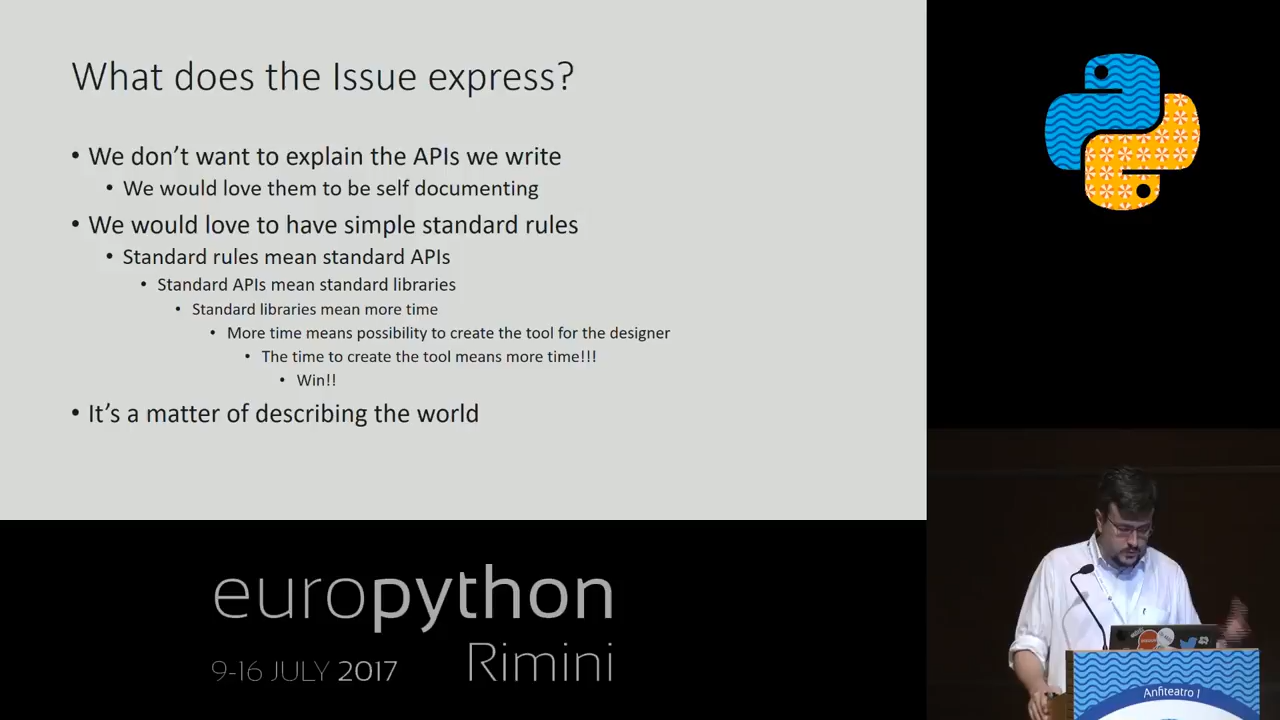 What does the Issue express?
• We don't want to explain the APIs we write
• We would love them to be self documenting
• We would love to have simple standard rules
• Standard rules mean standard APIs
• Standard APIs mean standard libraries
• Standard libraries mean more time
• More time means possibility to create the tool for the designer
• The time to create the tool means more time!!!
• Win!!
• It's a matter of describing the world
europython
9-16 JULY 2017 Rimini
Anfiteatro I